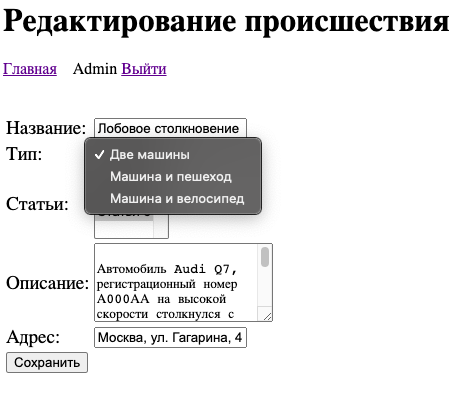 Редактирование происшествия
Главная Admin Выйти
Название: Лобовое столкновение
Тип: ✓ Две машины
Машина и пешеход
Машина и велосипед
Статьи:
Описание:
Автомобиль Audi Q7,
регистрационный номер
А000АА на высокой
скорости столкнулся с
Адрес: Москва, ул. Гагарина, 4
Сохранить